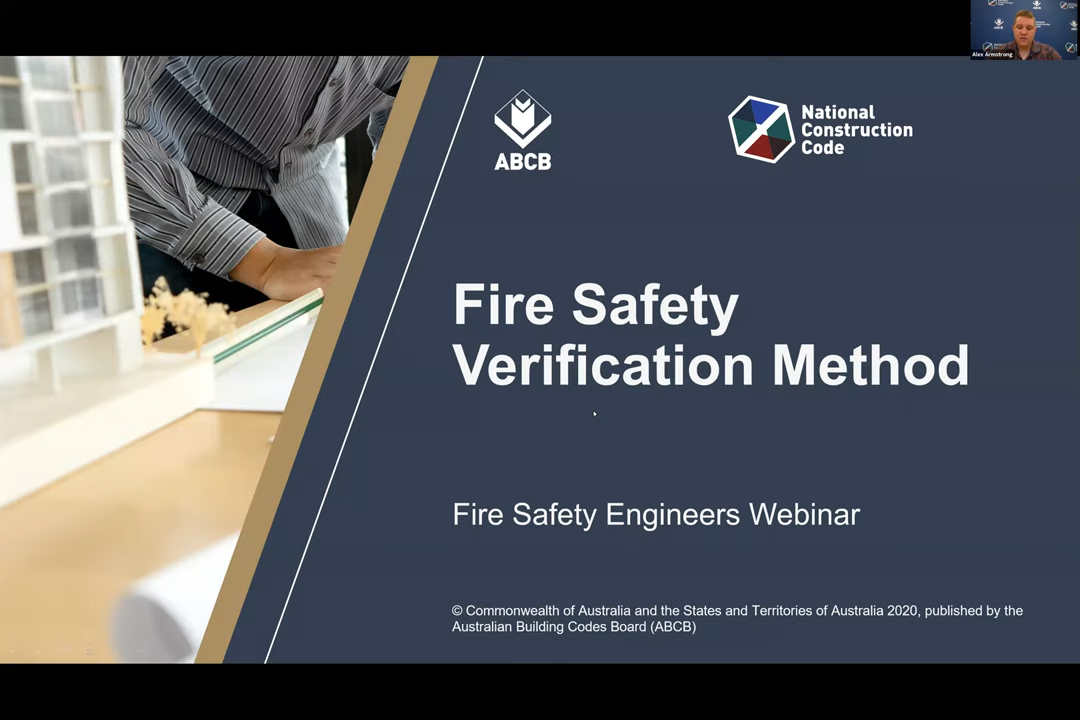 Alex Armstrong
ABCB
National
Construction
Code
Fire Safety
Verification Method
Fire Safety Engineers Webinar
© Commonwealth of Australia and the States and Territories of Australia 2020, published by the
Australian Building Codes Board (ABCB)